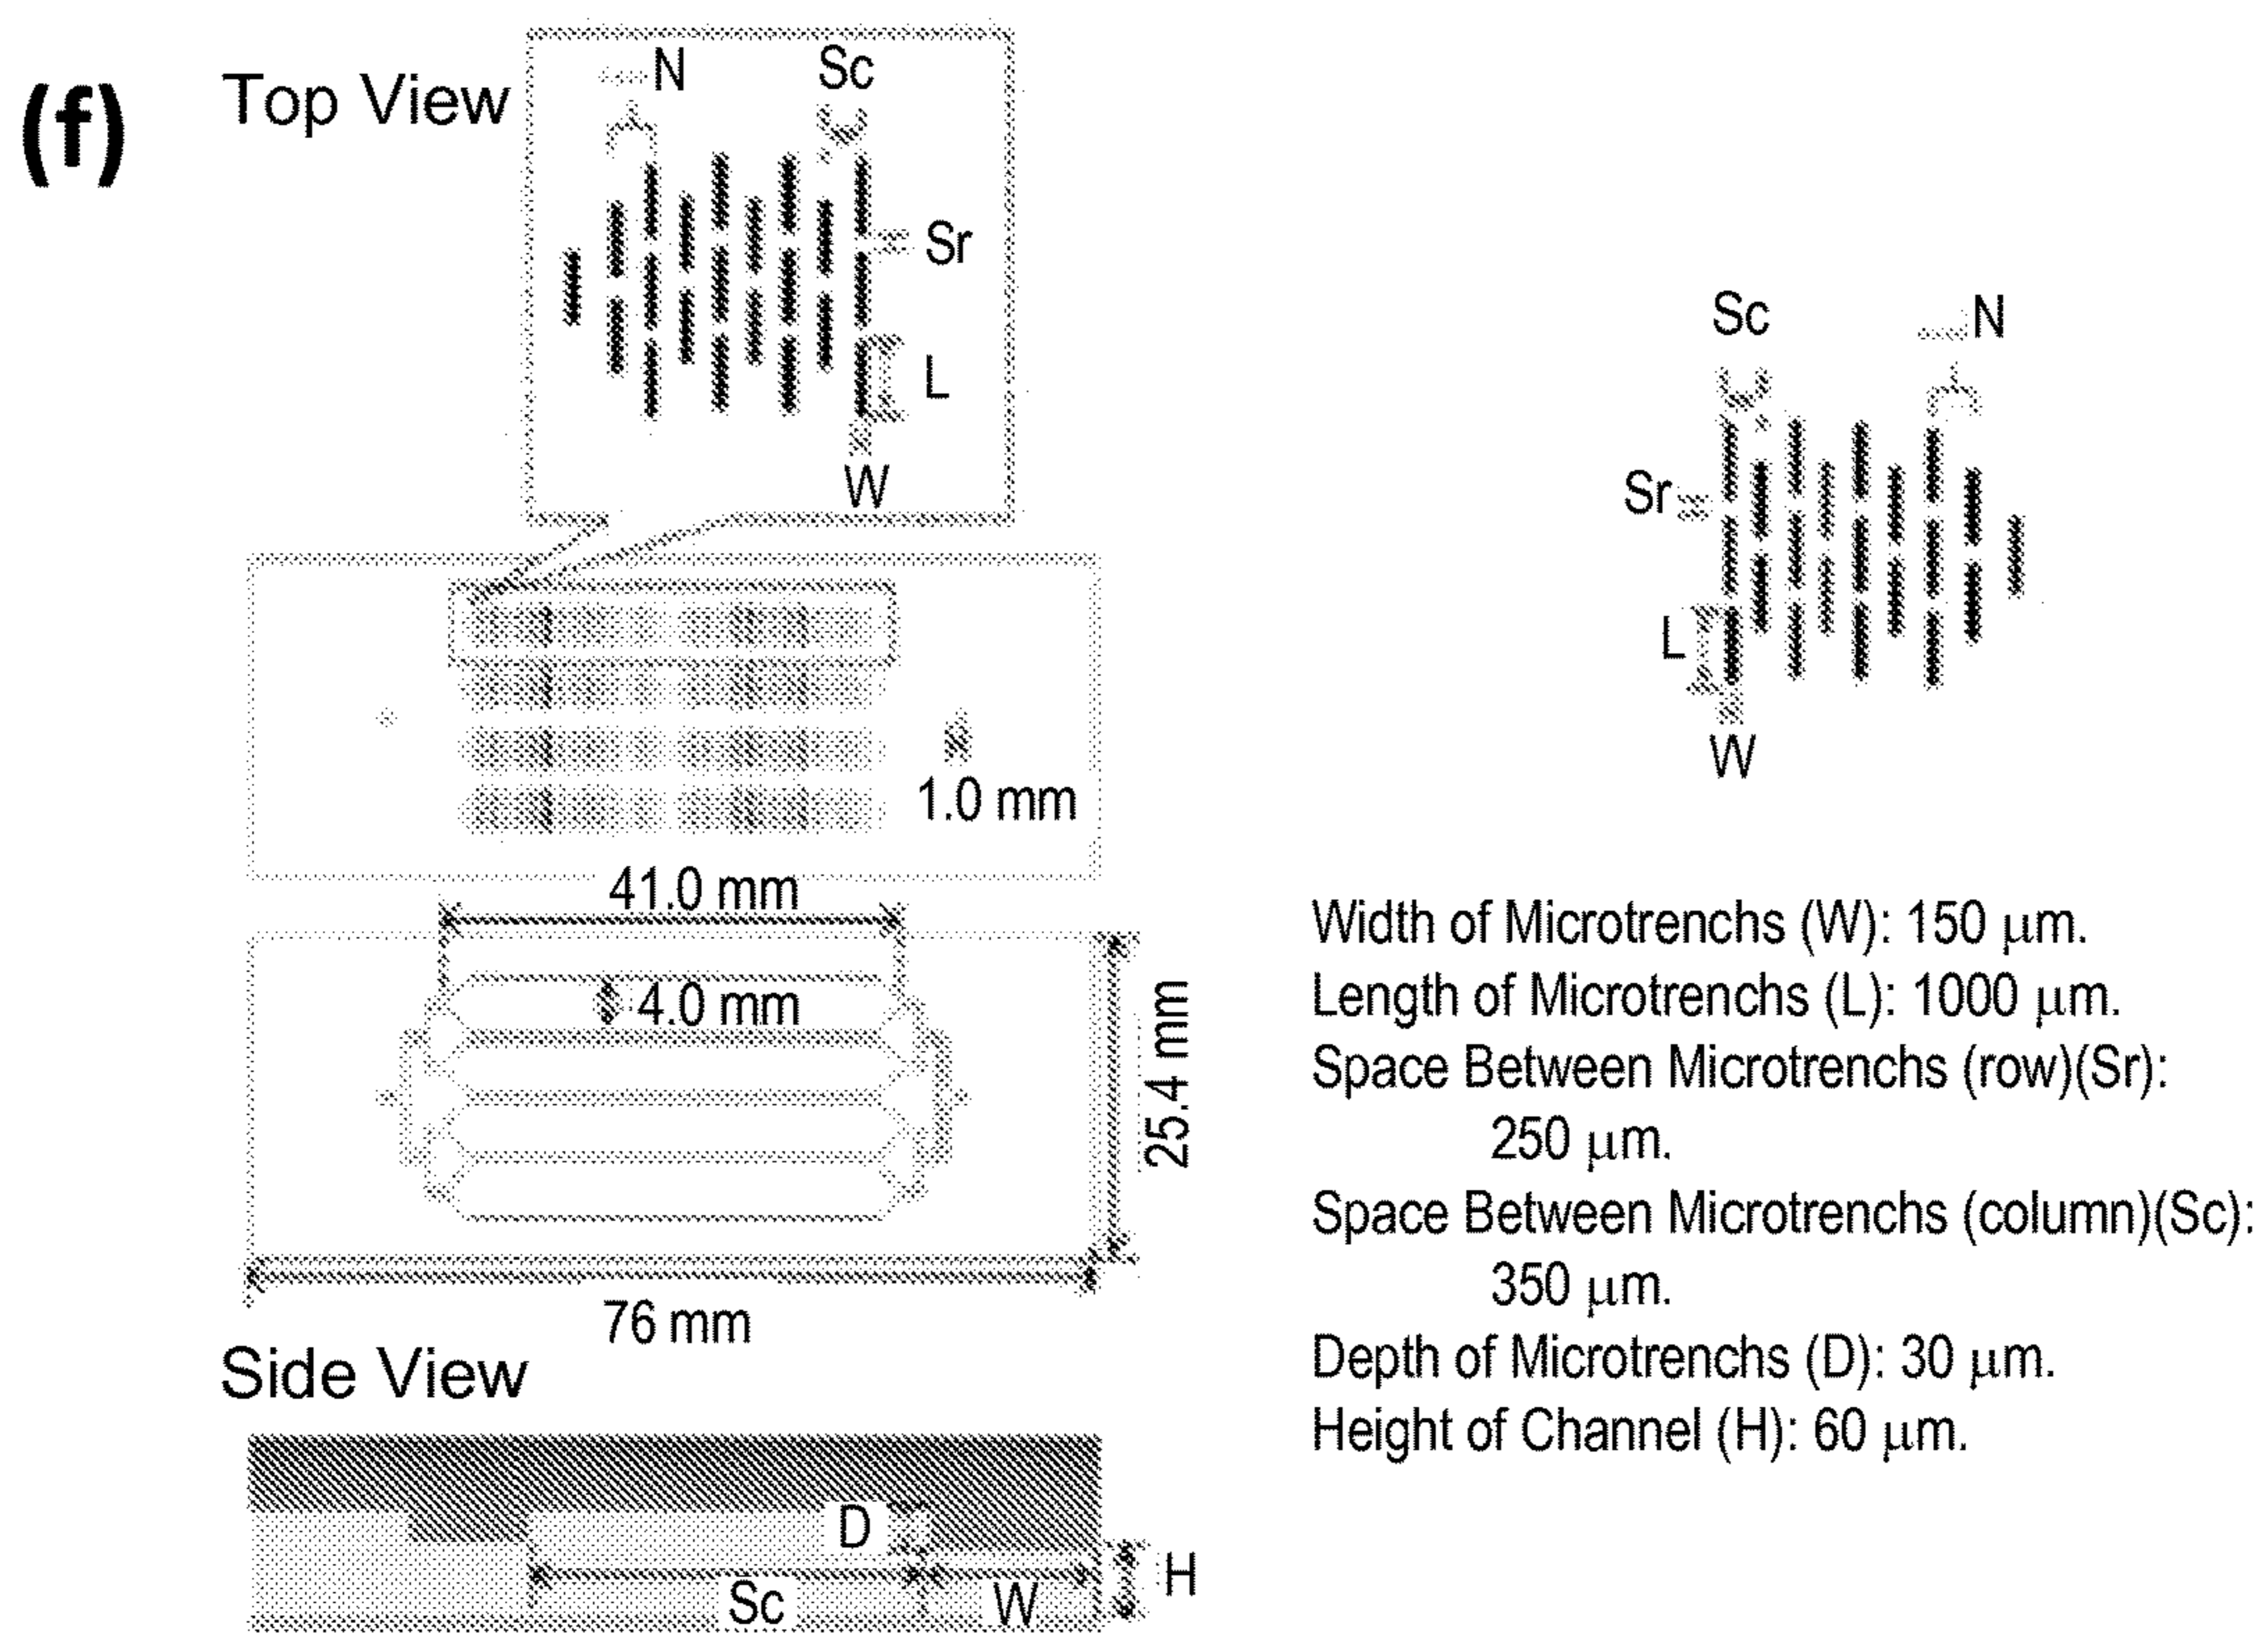 (f)
Top View
N
Sc
Sr
L
W
1.0 mm
41.0 mm
4.0 mm
25.4 mm
76 mm
Side View
D
Sc
W
H
Sc
N
Sr
L
W
Width of Microtrenchs (W): 150 μm.
Length of Microtrenchs (L): 1000 μm.
Space Between Microtrenchs (row)(Sr):
250 μm.
Space Between Microtrenchs (column)(Sc):
350 μm.
Depth of Microtrenchs (D): 30 μm.
Height of Channel (H): 60 μm.